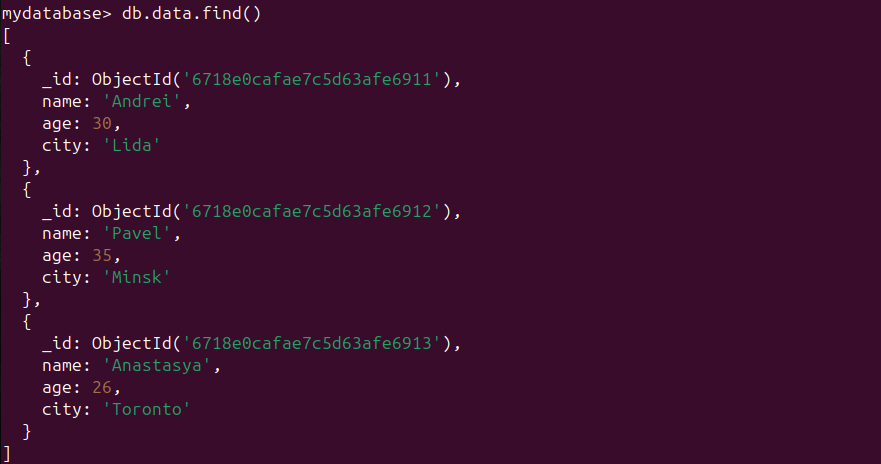 mydatabase> db.data.find()
[
  {
    _id: ObjectId('6718e0cafae7c5d63afe6911'),
    name: 'Andrei',
    age: 30,
    city: 'Lida'
  },
  {
    _id: ObjectId('6718e0cafae7c5d63afe6912'),
    name: 'Pavel',
    age: 35,
    city: 'Minsk'
  },
  {
    _id: ObjectId('6718e0cafae7c5d63afe6913'),
    name: 'Anastasya',
    age: 26,
    city: 'Toronto'
  }
]